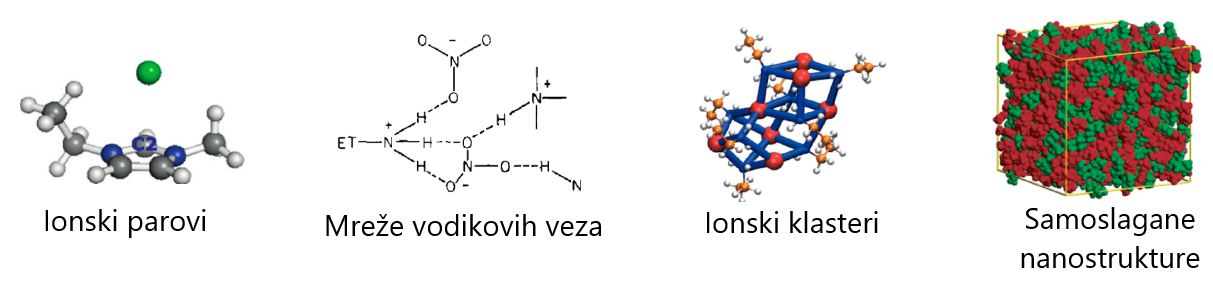 O
−
O
N
O
H
N
+
H
+
ET
N
H
O
H
N
O
H
O
−
N
C2
Ionski parovi
Mreže vodikovih veza
Ionski klasteri
Samoslagane
nanostrukture